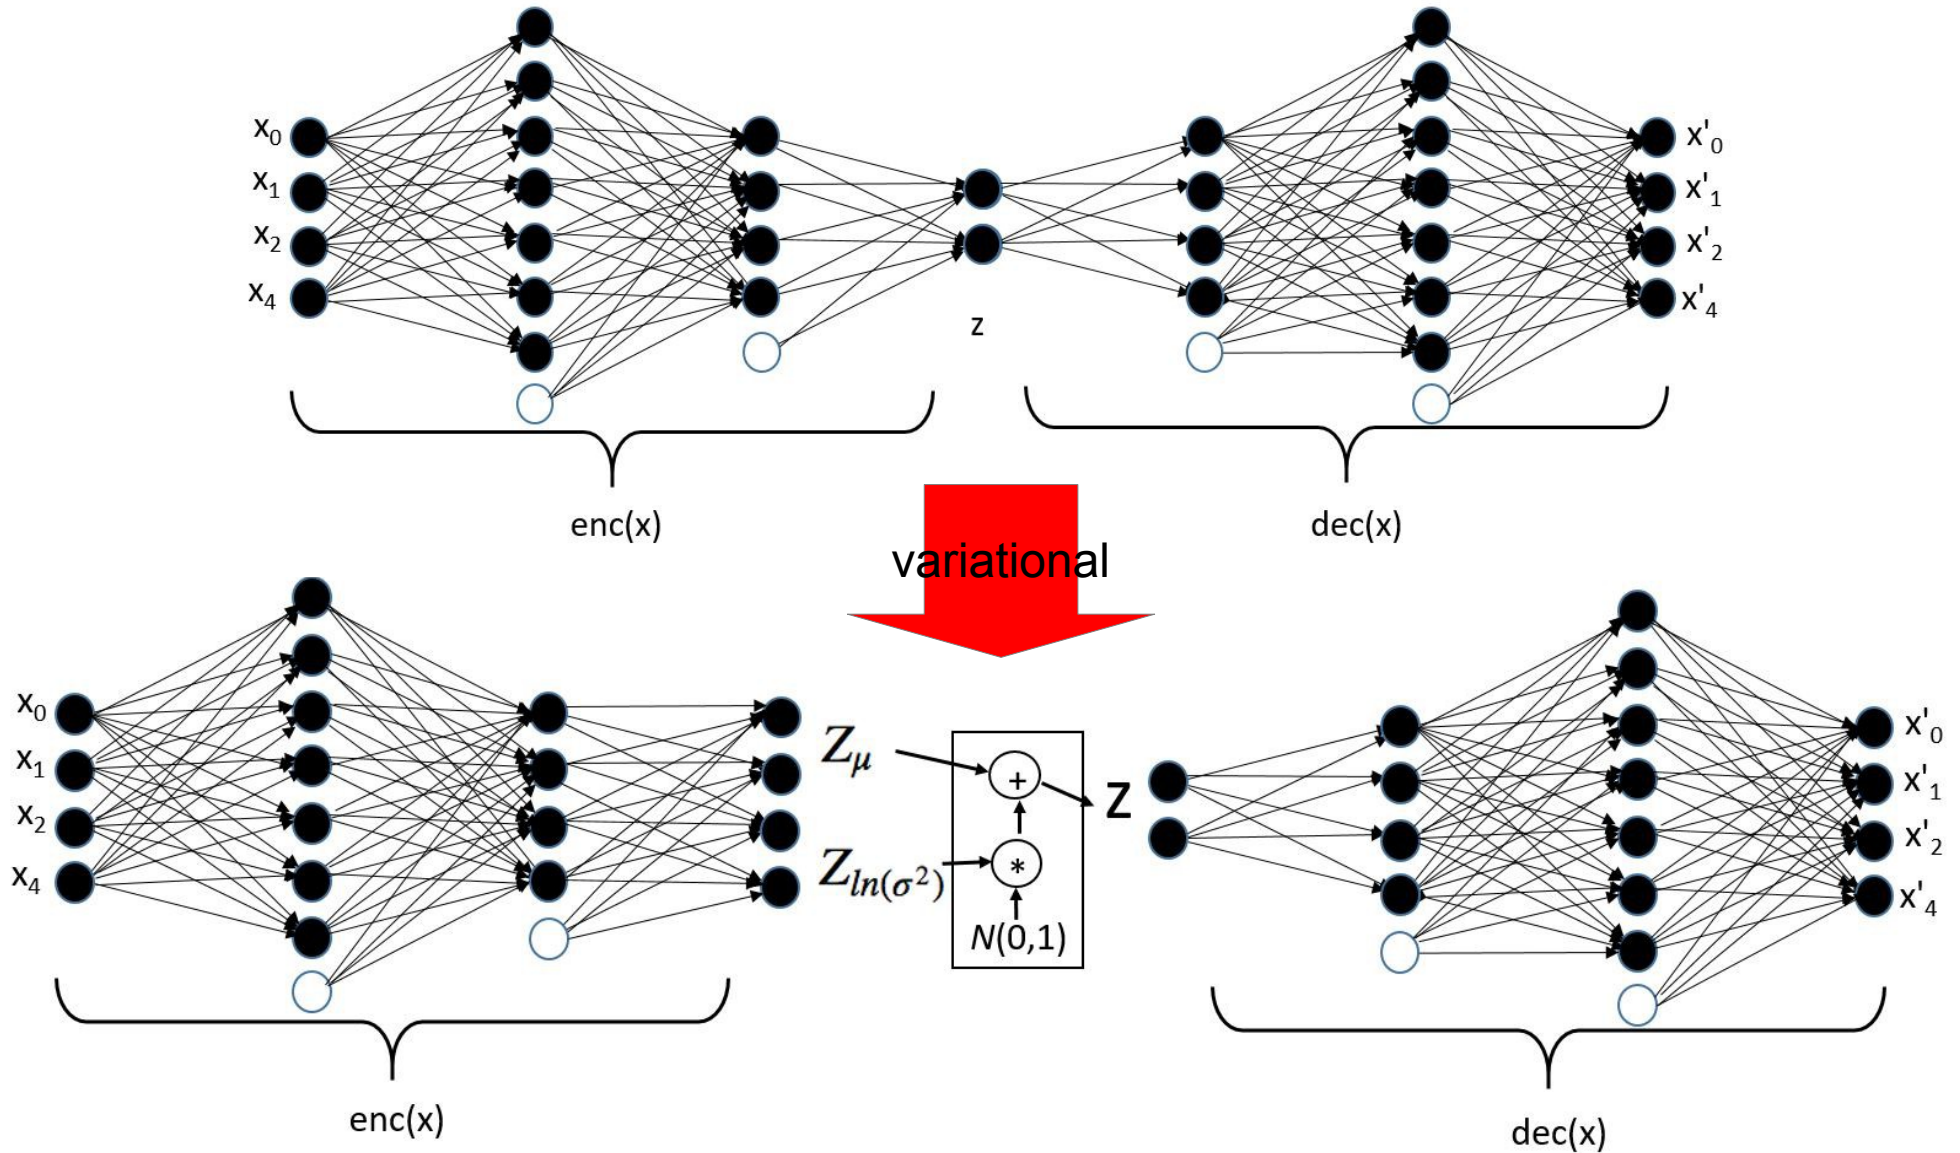 x₀
x₁
x₂
x₄
z
x'₀
x'₁
x'₂
x'₄
enc(x)
dec(x)
variational
x₀
x₁
x₂
x₄
Zμ
Zln(σ²)
+
*
N(0,1)
z
x'₀
x'₁
x'₂
x'₄
enc(x)
dec(x)